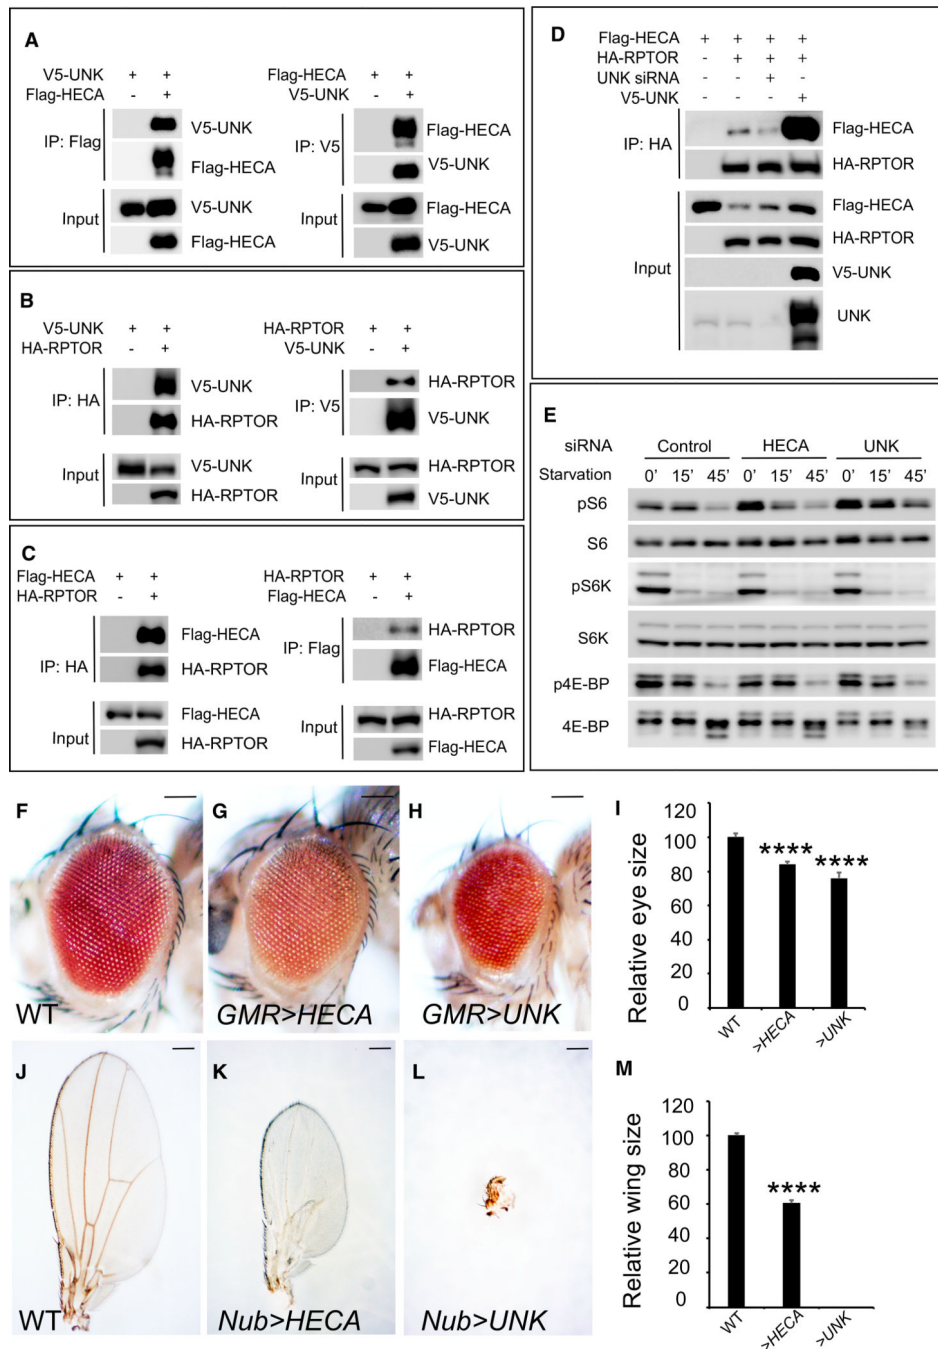 A
V5-UNK + +
Flag-HECA - +
IP: Flag
V5-UNK
Flag-HECA
Input
V5-UNK
Flag-HECA
Flag-HECA + +
V5-UNK - +
IP: V5
Flag-HECA
V5-UNK
Input
Flag-HECA
V5-UNK
B
V5-UNK + +
HA-RPTOR - +
IP: HA
V5-UNK
HA-RPTOR
Input
V5-UNK
HA-RPTOR
HA-RPTOR + +
V5-UNK - +
IP: V5
HA-RPTOR
V5-UNK
Input
HA-RPTOR
V5-UNK
C
Flag-HECA + +
HA-RPTOR - +
IP: HA
Flag-HECA
HA-RPTOR
Input
Flag-HECA
HA-RPTOR
HA-RPTOR + +
Flag-HECA - +
IP: Flag
HA-RPTOR
Flag-HECA
Input
HA-RPTOR
Flag-HECA
D
Flag-HECA + + + +
HA-RPTOR - + + +
UNK siRNA - - + -
V5-UNK - - - +
IP: HA
Flag-HECA
HA-RPTOR
Input
Flag-HECA
HA-RPTOR
V5-UNK
UNK
E
siRNA Control HECA UNK
Starvation 0' 15' 45' 0' 15' 45' 0' 15' 45'
pS6
S6
pS6K
S6K
p4E-BP
4E-BP
F
WT
G
GMR>HECA
H
GMR>UNK
I
Relative eye size
120
100
80
60
40
20
0
****
****
WT
>HECA
>UNK
J
WT
K
Nub>HECA
L
Nub>UNK
M
Relative wing size
120
100
80
60
40
20
0
****
WT
>HECA
>UNK